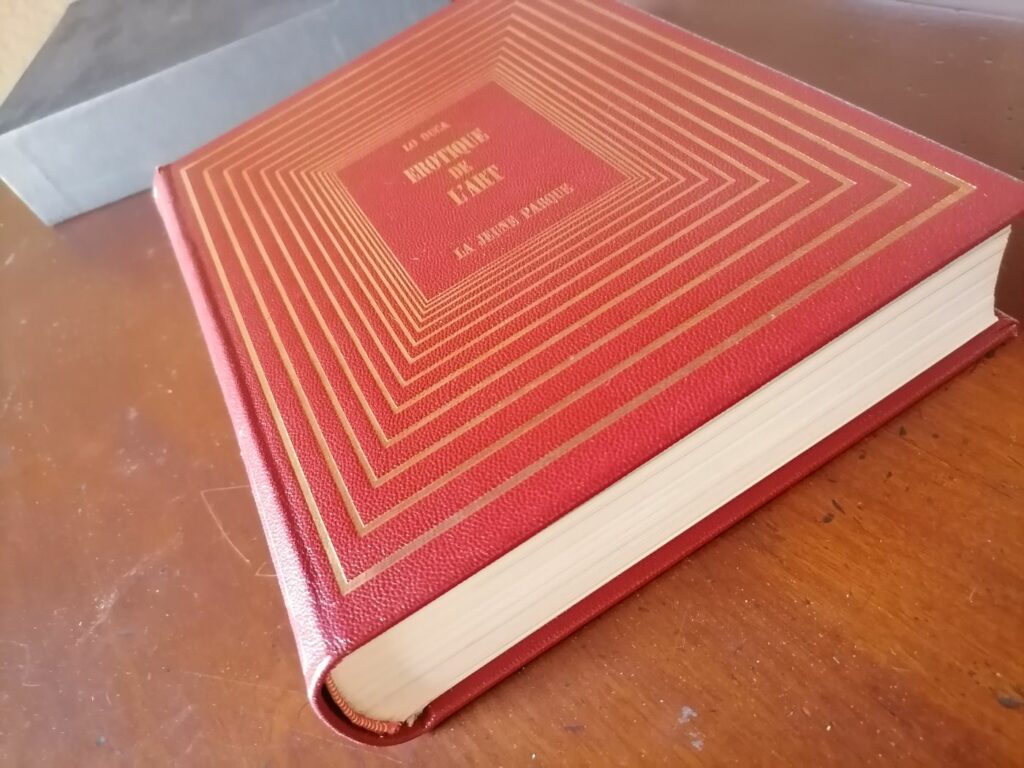 LO DUCA
EROTIQUE
DE
L'ART
LA JEUNE PARQUE